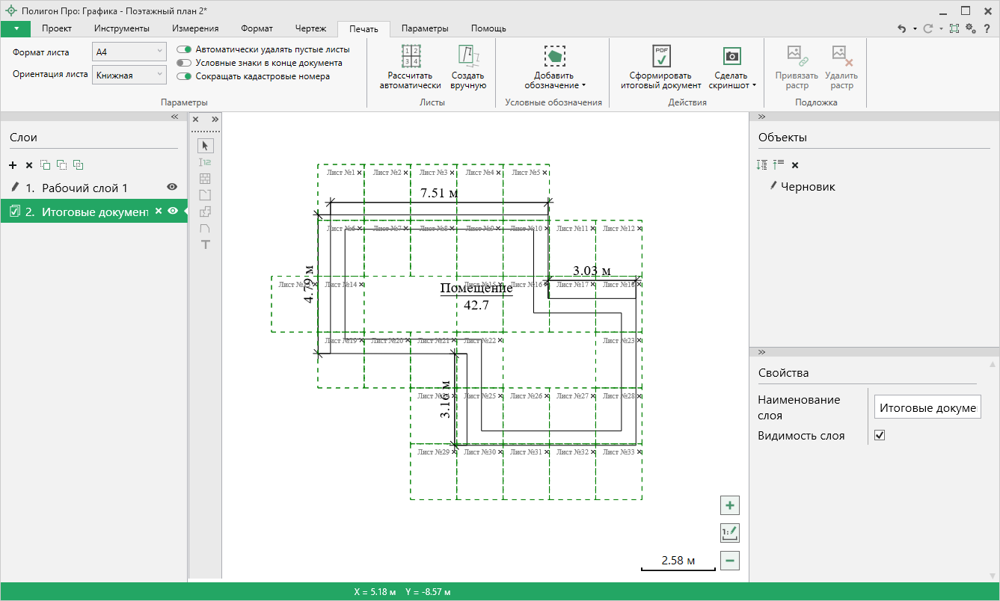 Полигон Про: Графика - Поэтажный план 2*
Проект Инструменты Измерения Формат Чертеж Печать Параметры Помощь
Формат листа A4
Ориентация листа Книжная
Автоматически удалять пустые листы
Условные знаки в конце документа
Сокращать кадастровые номера
Параметры
1 2
3 4
Рассчитать
автоматически
Создать
вручную
Листы
Добавить
обозначение
Условные обозначения
PDF
Сформировать
итоговый документ
Сделать
скриншот
Действия
Привязать
растр
Удалить
растр
Подложка
Слои
1. Рабочий слой 1
2. Итоговые документ
12
T
Лист №1 Лист №2 Лист №3 Лист №4 Лист №5
7.51 м
Лист №6 Лист №7 Лист №8 Лист №9 Лист №10 Лист №11 Лист №12
4.79 м
3.03 м
Лист №14 Лист №15 Лист №16 Лист №17 Лист №18
Помещение
42.7
Лист №19 Лист №20 Лист №21 Лист №22 Лист №23
3.16 м
Лист №25 Лист №26 Лист №27 Лист №28
Лист №29 Лист №30 Лист №31 Лист №32 Лист №33
1:
2.58 м
Объекты
Черновик
Свойства
Наименование
слоя
Итоговые докуме
Видимость слоя
X = 5.18 м Y = -8.57 м